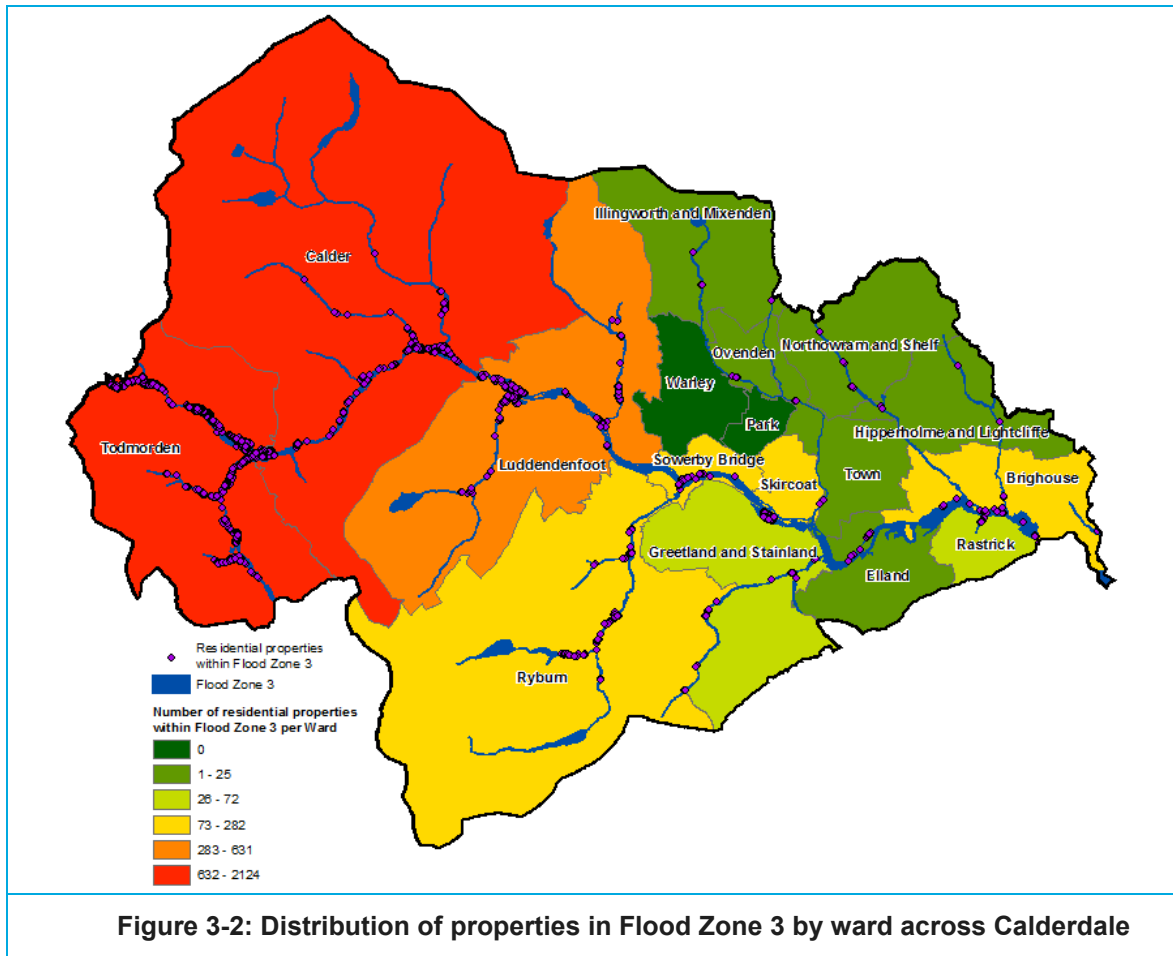 Illingworth and Mixenden
Calder
Ovenden
Northowram and Shelf
Warley
Park
Hipperholme and Lightcliffe
Todmorden
Luddendenfoot
Sowerby Bridge
Skircoat
Town
Brighouse
Greetland and Stainland
Rastrick
Elland
Ryburn
Residential properties
within Flood Zone 3
Flood Zone 3
Number of residential properties
within Flood Zone 3 per Ward
0
1 - 25
26 - 72
73 - 282
283 - 631
632 - 2124
Figure 3-2: Distribution of properties in Flood Zone 3 by ward across Calderdale